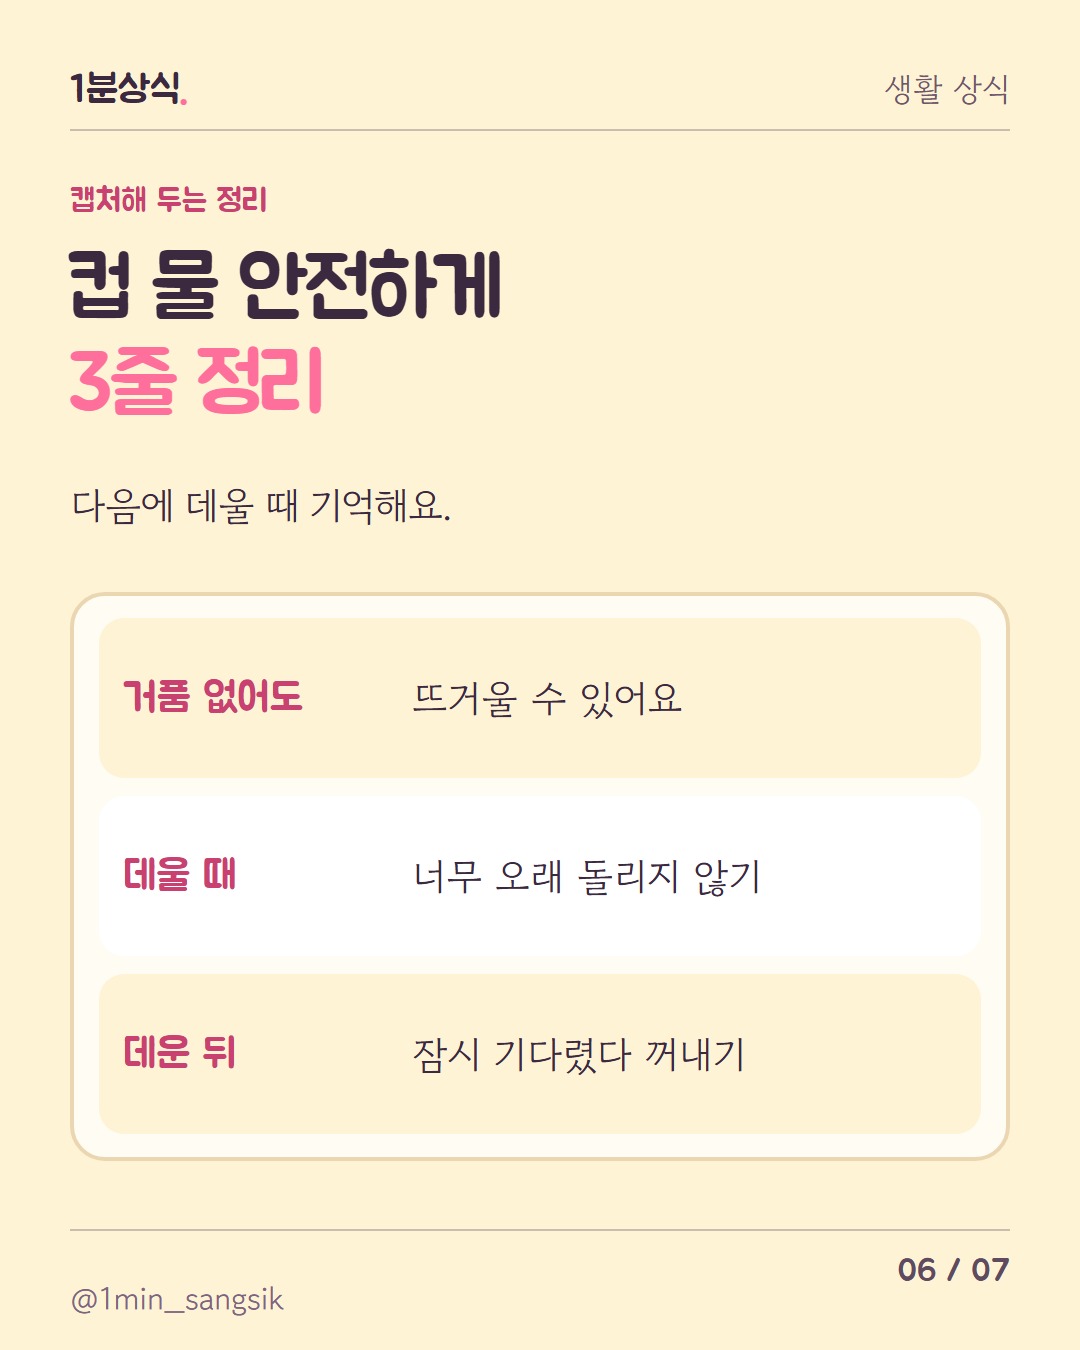 1분상식.
생활 상식
캡처해 두는 정리
컵 물 안전하게
3줄 정리
다음에 데울 때 기억해요.
거품 없어도 뜨거울 수 있어요
데울 때 너무 오래 돌리지 않기
데운 뒤 잠시 기다렸다 꺼내기
06 / 07
@1min_sangsik